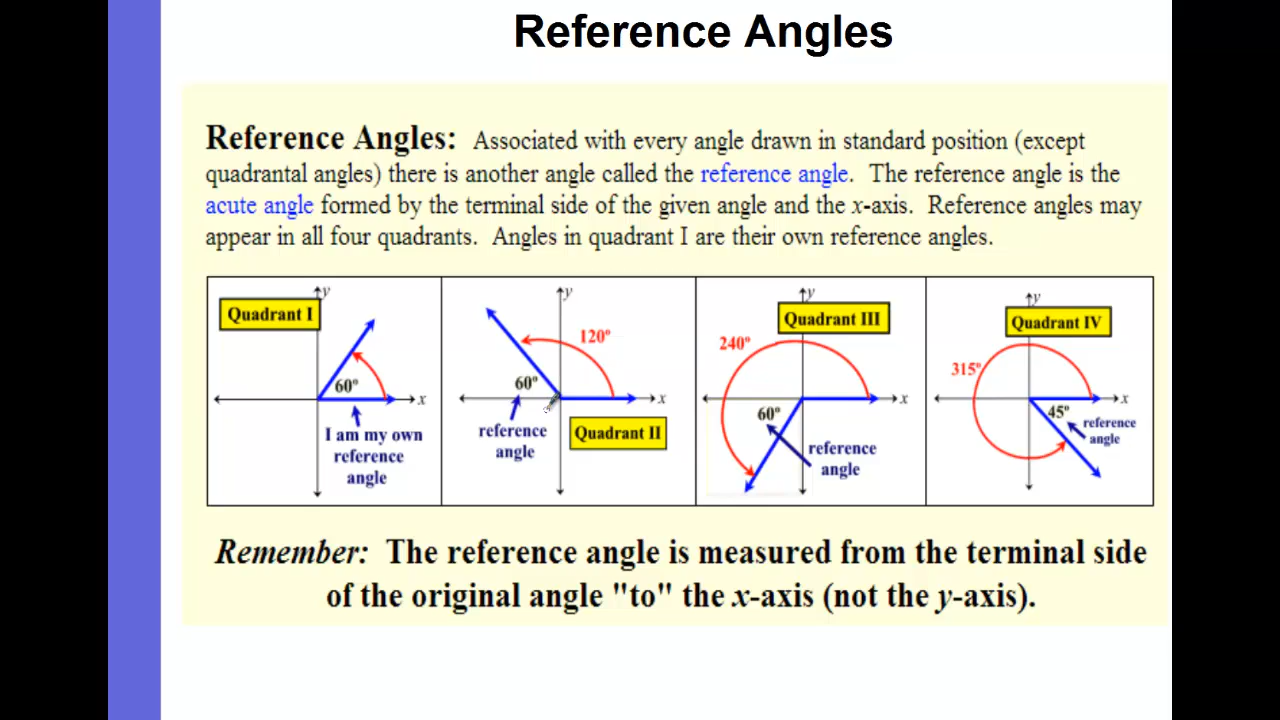 Reference Angles
Reference Angles: Associated with every angle drawn in standard position (except
quadrantal angles) there is another angle called the reference angle. The reference angle is the
acute angle formed by the terminal side of the given angle and the x-axis. Reference angles may
appear in all four quadrants. Angles in quadrant I are their own reference angles.
Quadrant I
y
60°
x
I am my own
reference
angle
y
120°
60°
x
reference
angle
Quadrant II
y
Quadrant III
240°
x
60°
reference
angle
y
Quadrant IV
315°
x
45°
reference
angle
Remember: The reference angle is measured from the terminal side
of the original angle "to" the x-axis (not the y-axis).